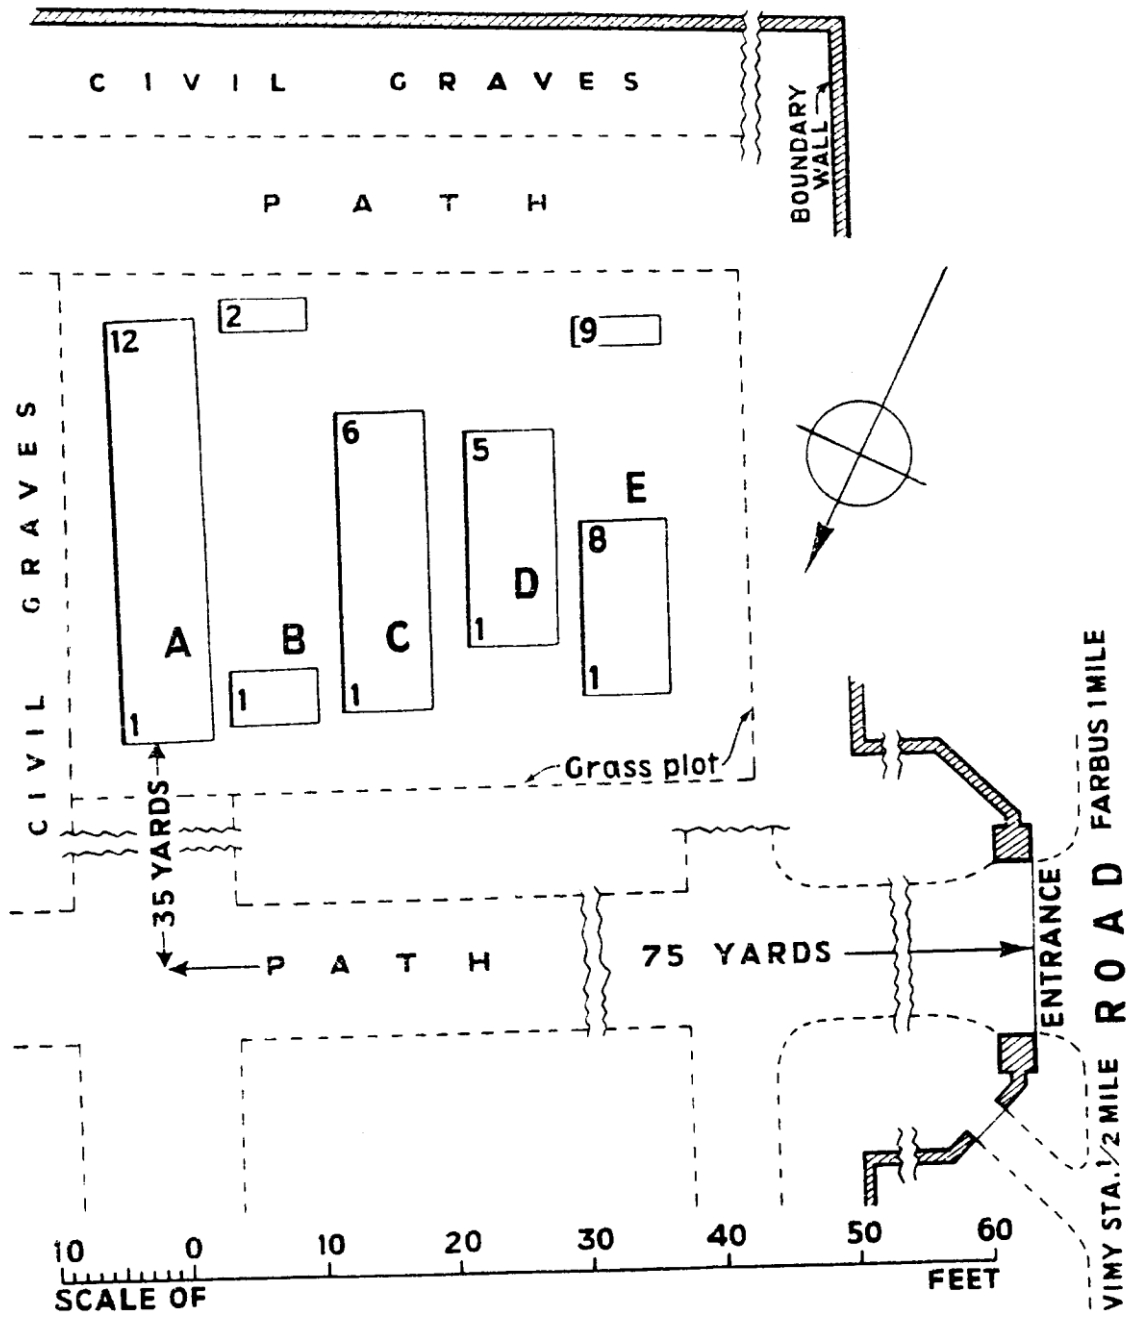 CIVIL GRAVES
BOUNDARY
WALL
PATH
12
2
9
6
5
E
8
CIVIL GRAVES
D
A
B
C
1
1
1
1
1
Grass plot
35 YARDS
PATH
75 YARDS
ENTRANCE
ROAD
FARBUS 1 MILE
VIMY STA. 1/2 MILE
10 0 10 20 30 40 50 60
SCALE OF FEET